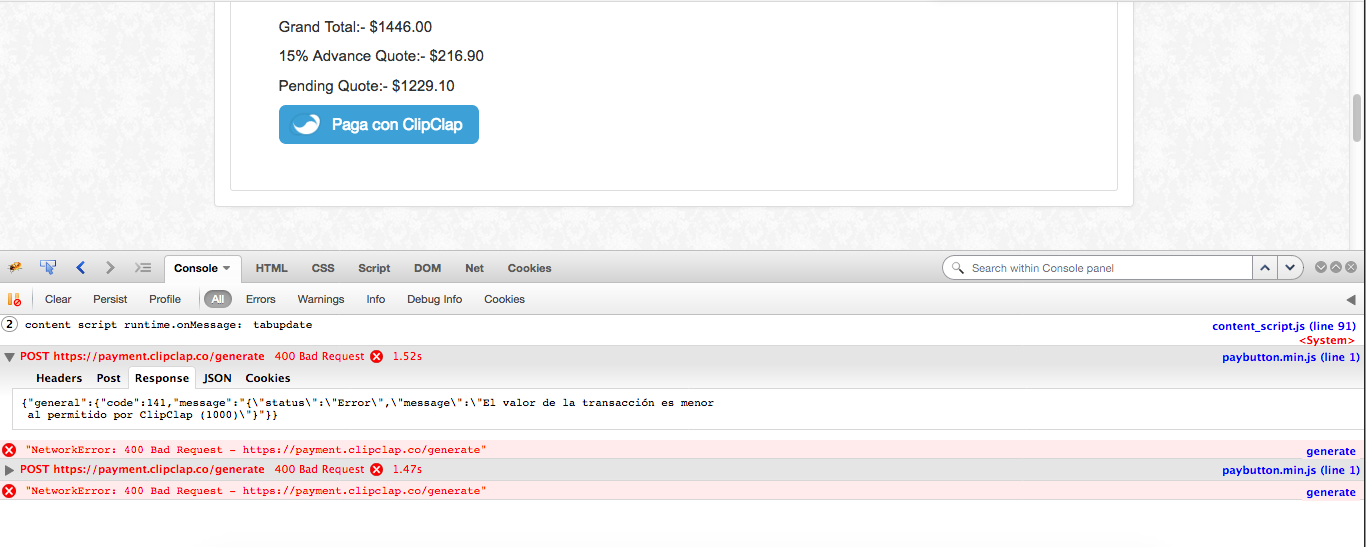 Grand Total:- $1446.00
15% Advance Quote:- $216.90
Pending Quote:- $1229.10
Paga con ClipClap
Console HTML CSS Script DOM Net Cookies Search within Console panel
Clear Persist Profile All Errors Warnings Info Debug Info Cookies
2 content script runtime.onMessage: tabupdate content_script.js (line 91)
<System>
POST https://payment.clipclap.co/generate 400 Bad Request 1.52s paybutton.min.js (line 1)
Headers Post Response JSON Cookies
{"general":{"code":141,"message":"{\"status\":\"Error\",\"message\":\"El valor de la transacción es menor
al permitido por ClipClap (1000)\"}"}}
"NetworkError: 400 Bad Request - https://payment.clipclap.co/generate" generate
POST https://payment.clipclap.co/generate 400 Bad Request 1.47s paybutton.min.js (line 1)
"NetworkError: 400 Bad Request - https://payment.clipclap.co/generate" generate